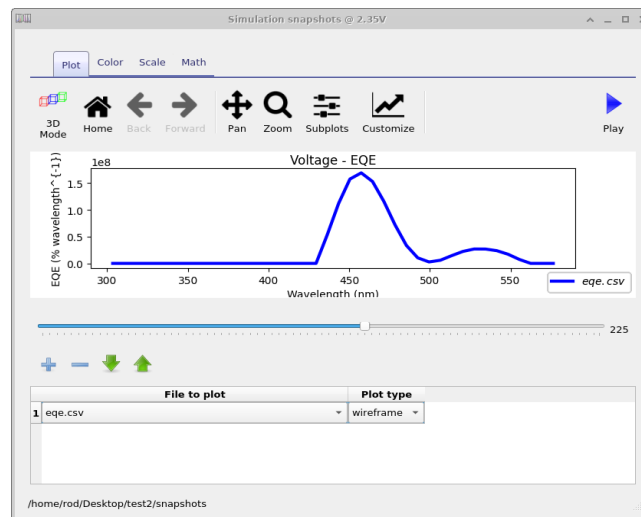 Simulation snapshots @ 2.35V
Plot Color Scale Math
3D Mode Home Back Forward Pan Zoom Subplots Customize Play
Voltage - EQE
1e8
EQE (% wavelength^{-1})
1.5
1.0
0.5
0.0
300 350 400 450 500 550
Wavelength (nm)
eqe.csv
225
File to plot Plot type
1 eqe.csv wireframe
/home/rod/Desktop/test2/snapshots